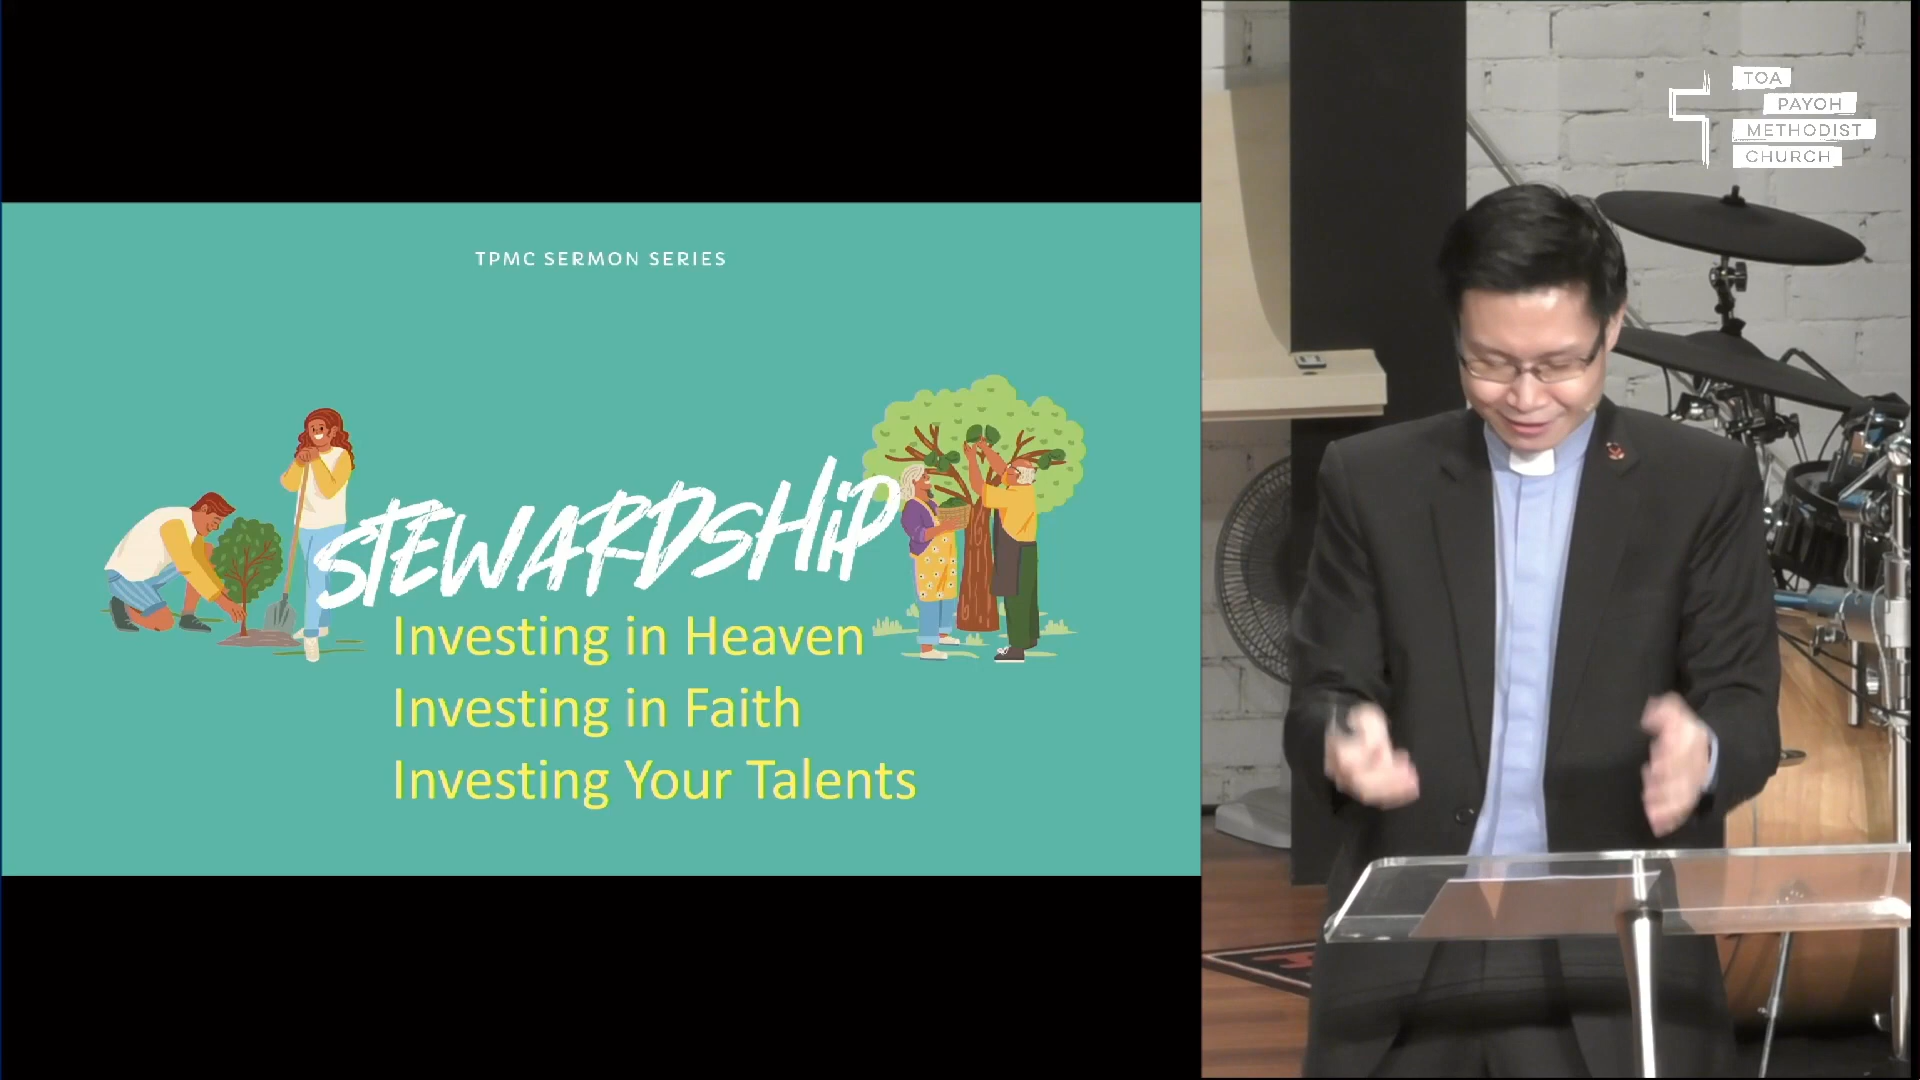 TPMC SERMON SERIES
STEWARDSHiP
Investing in Heaven
Investing in Faith
Investing Your Talents
TOA
PAYOH
METHODIST
CHURCH